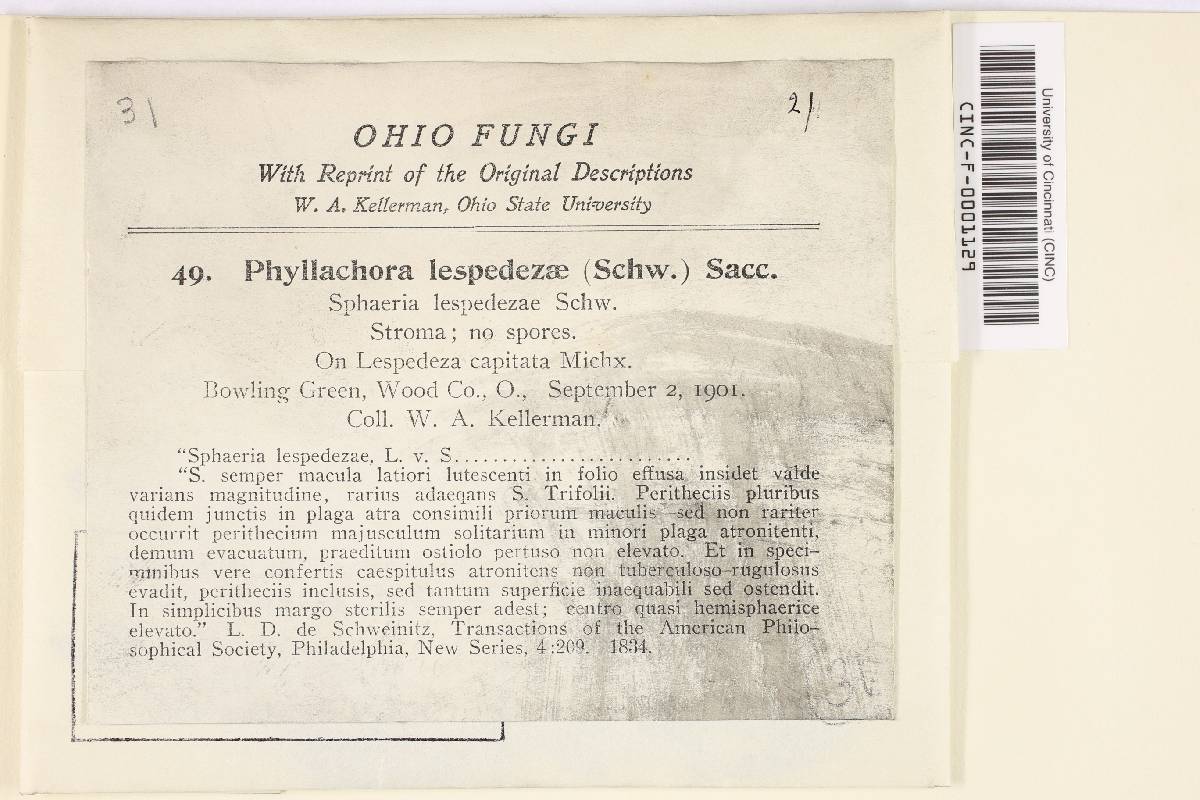 31
21
OHIO FUNGI
With Reprint of the Original Descriptions
W. A. Kellerman, Ohio State University
49. Phyllachora lespedezæ (Schw.) Sacc.
Sphaeria lespedezae Schw.
Stroma; no spores.
On Lespedeza capitata Michx.
Bowling Green, Wood Co., O., September 2, 1901.
Coll. W. A. Kellerman.
"Sphaeria lespedezae, L. v. S.........................
"S. semper macula latiori lutescenti in folio effusa insidet valde
varians magnitudine, rarius adaeqans S. Trifolii. Peritheciis pluribus
quidem junctis in plaga atra consimili priorum maculis—sed non rariter
occurrit perithecium majusculum solitarium in minori plaga atronitenti,
demum evacuatum, praeditum ostiolo pertuso non elevato. Et in speci-
minibus vere confertis caespitulus atronitens non tuberculoso-rugulosus
evadit, peritheciis inclusis, sed tantum superficie inaequabili sed ostendit.
In simplicibus margo sterilis semper adest; centro quasi hemisphaerice
elevato." L. D. de Schweinitz, Transactions of the American Philo-
sophical Society, Philadelphia, New Series, 4:209. 1834.
University of Cincinnati (CINC)
CINC-F-0001129